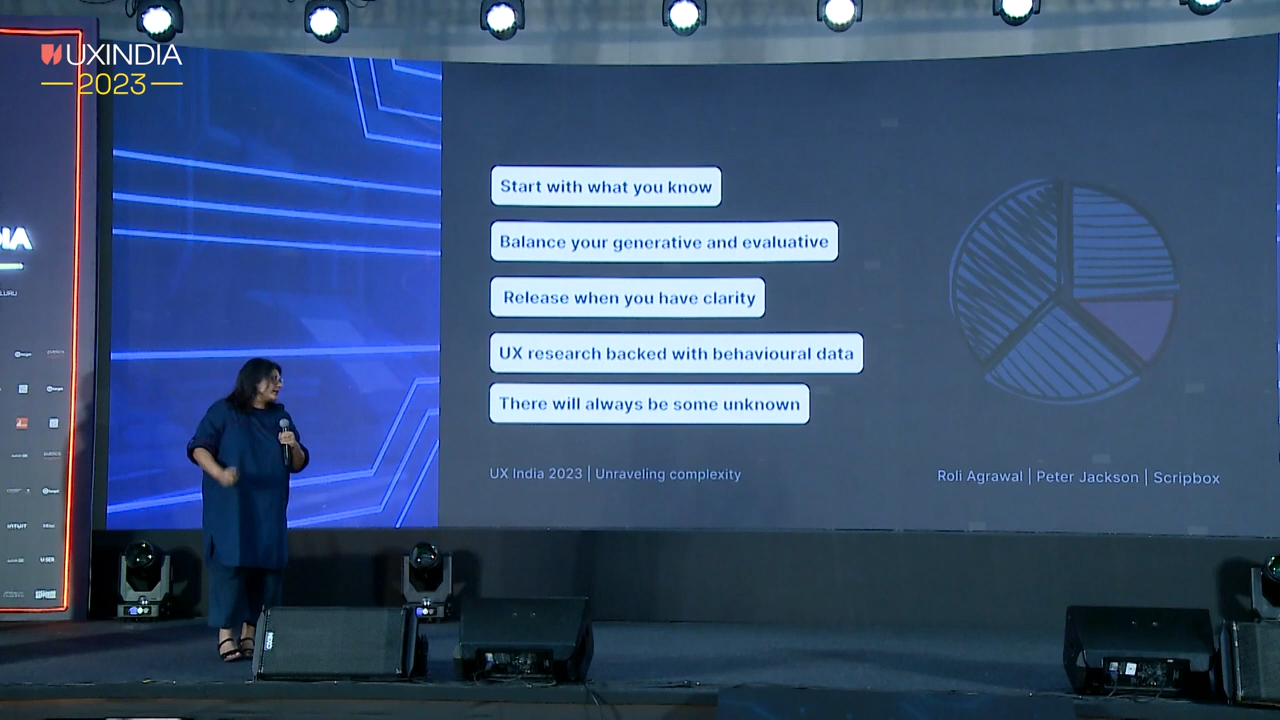 UXINDIA
2023
Start with what you know
Balance your generative and evaluative
Release when you have clarity
UX research backed with behavioural data
There will always be some unknown
UX India 2023 | Unraveling complexity
Roli Agrawal | Peter Jackson | Scripbox
INTUIT